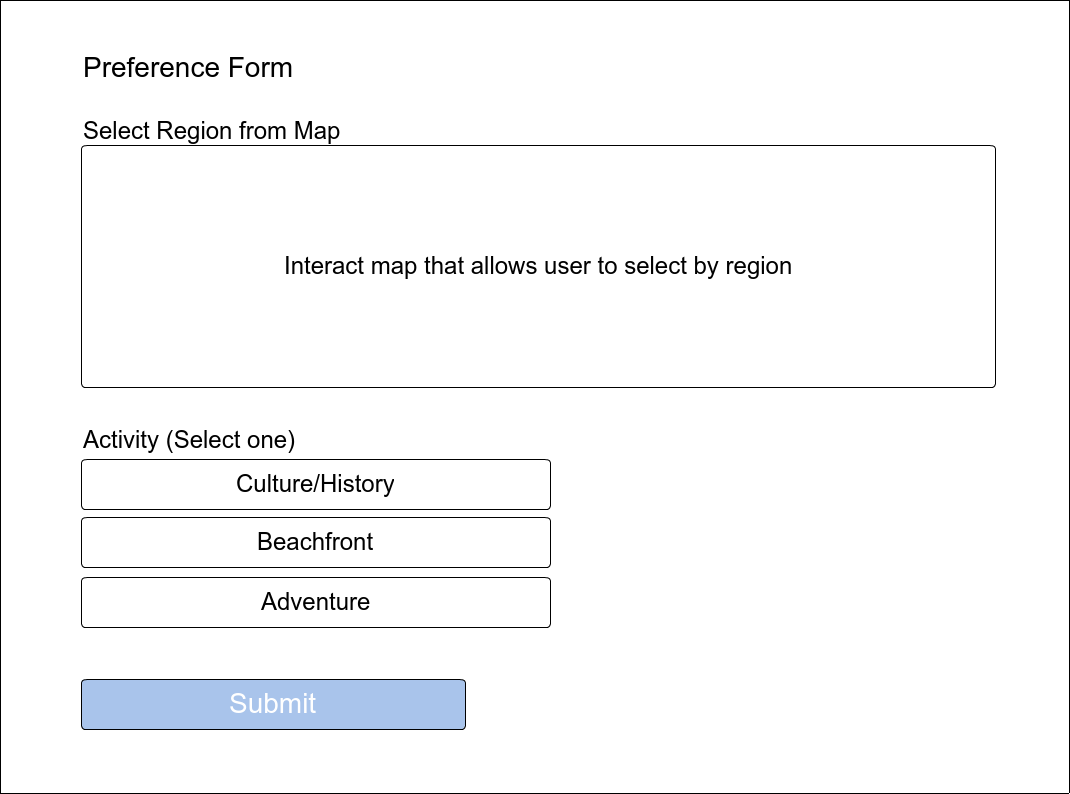 Preference Form
Select Region from Map
Interact map that allows user to select by region
Activity (Select one)
Culture/History
Beachfront
Adventure
Submit